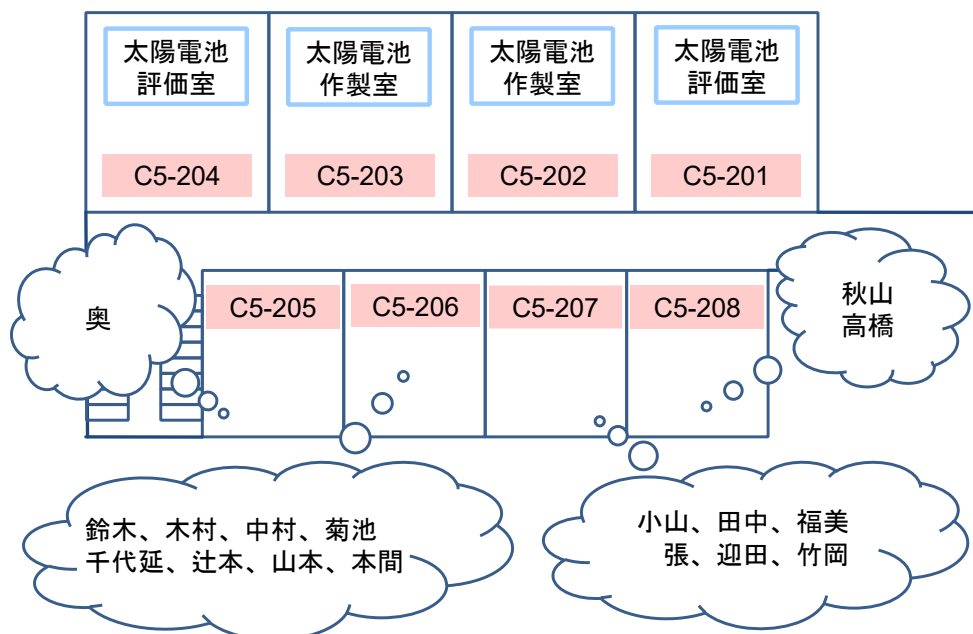 太陽電池
評価室
太陽電池
作製室
太陽電池
作製室
太陽電池
評価室
C5-204
C5-203
C5-202
C5-201
奥
C5-205
C5-206
C5-207
C5-208
秋山
高橋
鈴木、木村、中村、菊池
千代延、辻本、山本、本間
小山、田中、福美
張、迎田、竹岡